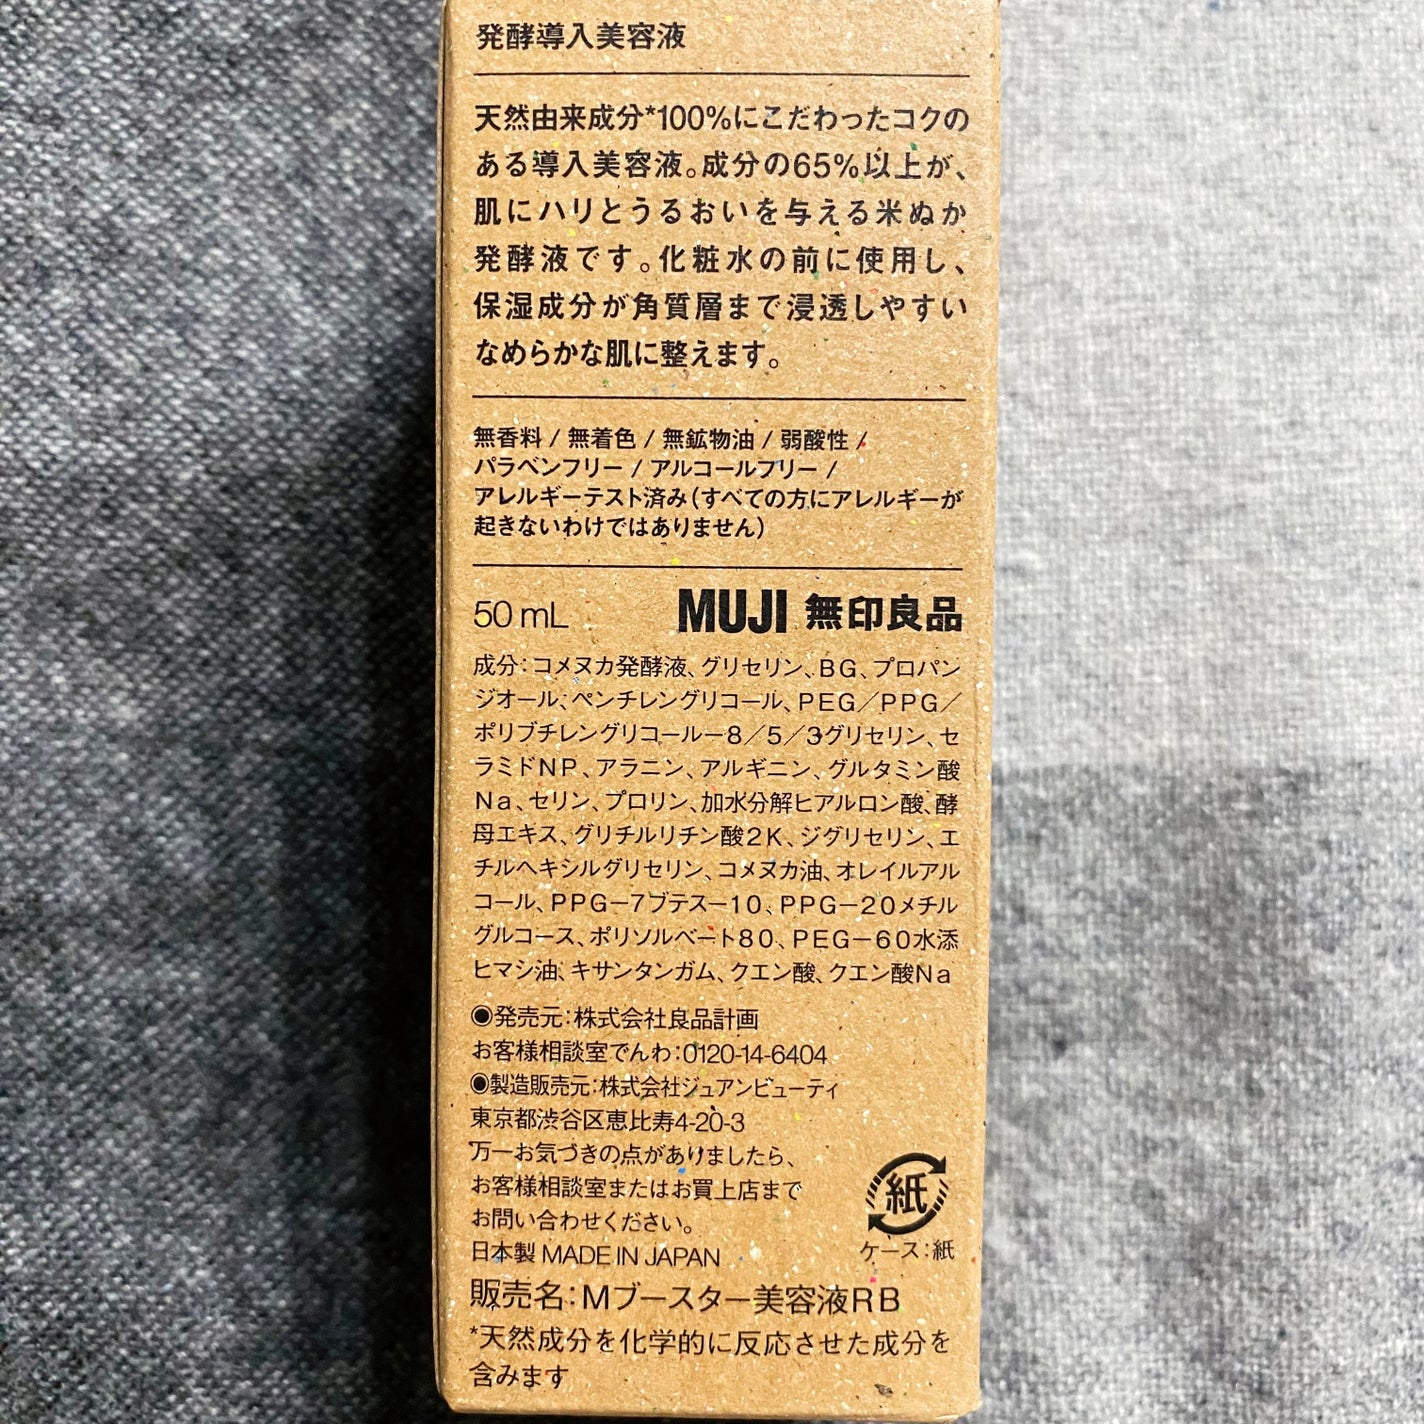 発酵導入美容液
天然由来成分*100%にこだわったコクの
ある導入美容液。成分の65%以上が、
肌にハリとうるおいを与える米ぬか
発酵液です。化粧水の前に使用し、
保湿成分が角質層まで浸透しやすい
なめらかな肌に整えます。
無香料 / 無着色 / 無鉱物油 / 弱酸性 /
パラベンフリー / アルコールフリー /
アレルギーテスト済み(すべての方にアレルギーが
起きないわけではありません)
50 mL MUJI 無印良品
成分:コメヌカ発酵液、グリセリン、BG、プロパン
ジオール、ペンチレングリコール、PEG/PPG/
ポリブチレングリコールー8/5/3グリセリン、セ
ラミドNP、アラニン、アルギニン、グルタミン酸
Na、セリン、プロリン、加水分解ヒアルロン酸、酵
母エキス、グリチルリチン酸2K、ジグリセリン、エ
チルヘキシルグリセリン、コメヌカ油、オレイルアル
コール、PPG-7ブテス-10、PPG-20メチル
グルコース、ポリソルベート80、PEG-60水添
ヒマシ油、キサンタンガム、クエン酸、クエン酸Na
◉発売元:株式会社良品計画
お客様相談室でんわ:0120-14-6404
◉製造販売元:株式会社ジュアンビューティ
東京都渋谷区恵比寿4-20-3
万一お気づきの点がありましたら、
お客様相談室またはお買上店まで
お問い合わせください。
日本製 MADE IN JAPAN
紙
ケース:紙
販売名:Mブースター美容液RB
*天然成分を化学的に反応させた成分を
含みます